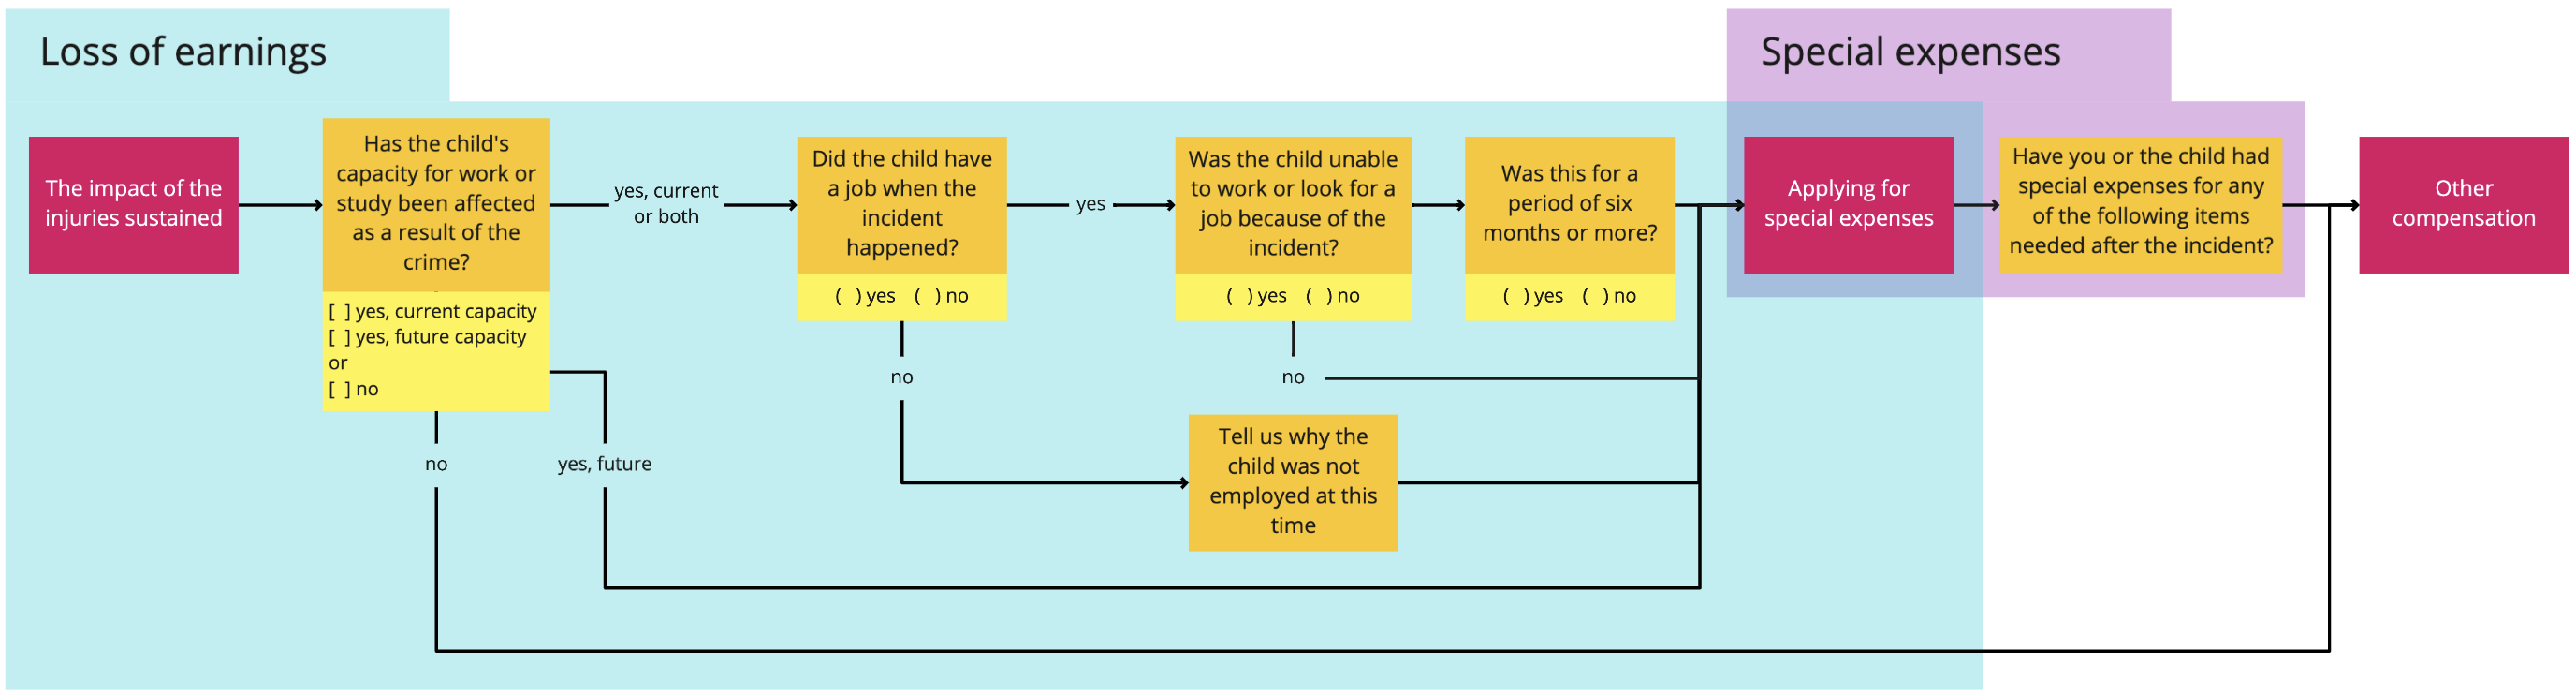 Loss of earnings
Special expenses
The impact of the
injuries sustained
Has the child's
capacity for work or
study been affected
as a result of the
crime?
[ ] yes, current capacity
[ ] yes, future capacity
or
[ ] no
no
yes, future
yes, current
or both
Did the child have
a job when the
incident
happened?
( ) yes ( ) no
no
yes
Was the child unable
to work or look for a
job because of the
incident?
( ) yes ( ) no
no
Tell us why the
child was not
employed at this
time
Was this for a
period of six
months or more?
( ) yes ( ) no
Applying for
special expenses
Have you or the child had
special expenses for any
of the following items
needed after the incident?
Other
compensation